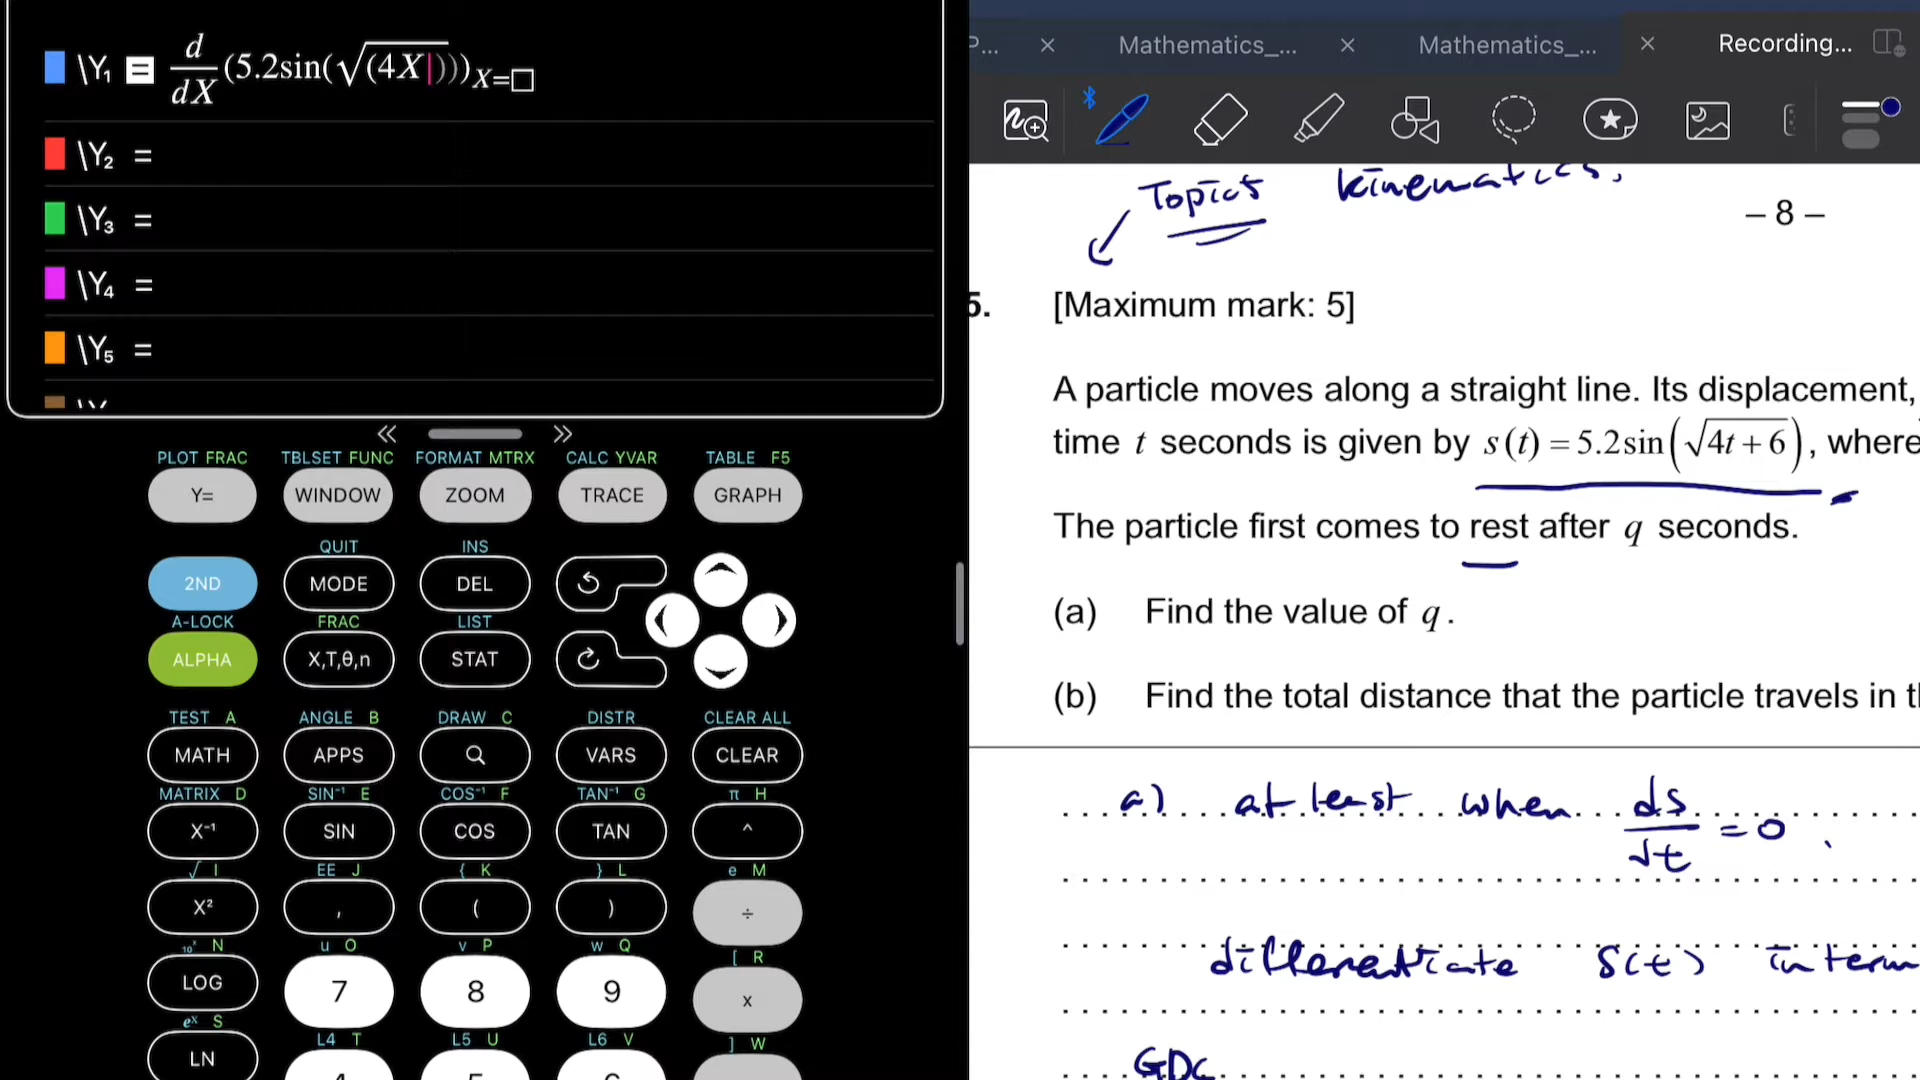 \Y₁ = d/dX (5.2sin(√(4X)))X=□
\Y₂ =
\Y₃ =
\Y₄ =
\Y₅ =
PLOT FRAC TBLSET FUNC FORMAT MTRX CALC YVAR TABLE F5
Y= WINDOW ZOOM TRACE GRAPH
QUIT INS
2ND MODE DEL
A-LOCK FRAC LIST
ALPHA X,T,θ,n STAT
TEST A ANGLE B DRAW C DISTR CLEAR ALL
MATH APPS VARS CLEAR
MATRIX D SIN⁻¹ E COS⁻¹ F TAN⁻¹ G π H
X⁻¹ SIN COS TAN ^
√ I EE J { K } L e M
X² , ( ) ÷
10ˣ N u O v P w Q [ R
LOG 7 8 9 x
eˣ S L4 T L5 U L6 V ] W
LN
P... × Mathematics_... × Mathematics_... × Recording...
Topics kinematics.
– 8 –
5. [Maximum mark: 5]
A particle moves along a straight line. Its displacement,
time t seconds is given by s(t) = 5.2sin(√4t + 6), where
The particle first comes to rest after q seconds.
(a) Find the value of q.
(b) Find the total distance that the particle travels in
a) at lest when ds/dt = 0.
differentiate s(t) in term
GDC